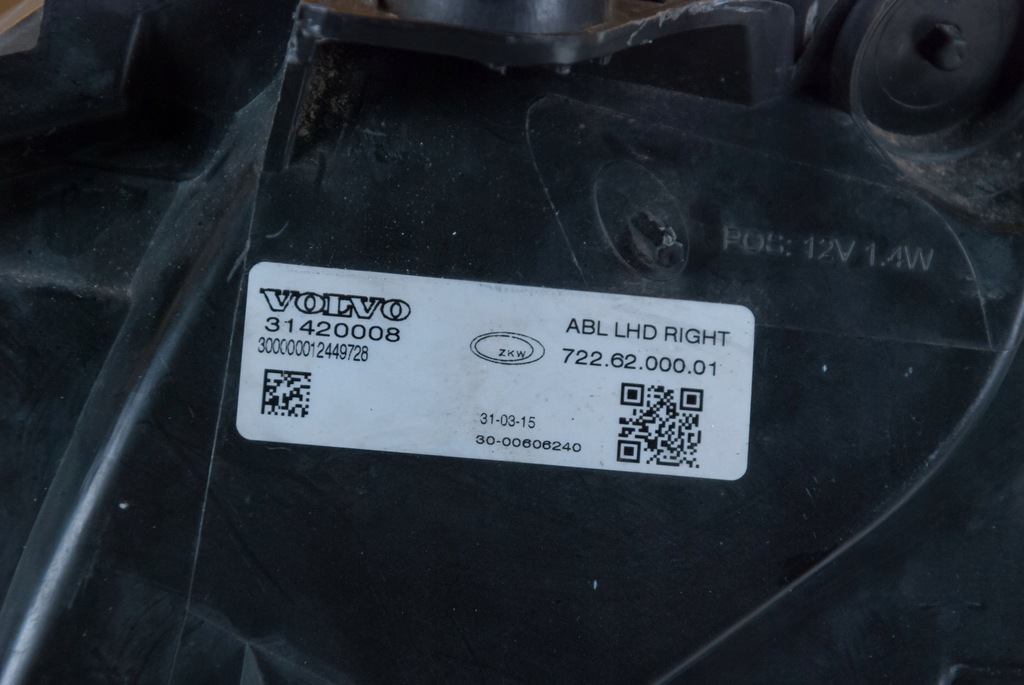 POS: 12V 1.4W
VOLVO
31420008
300000012449728
ZKW
ABL LHD RIGHT
722.62.000.01
31-03-15
30-00606240